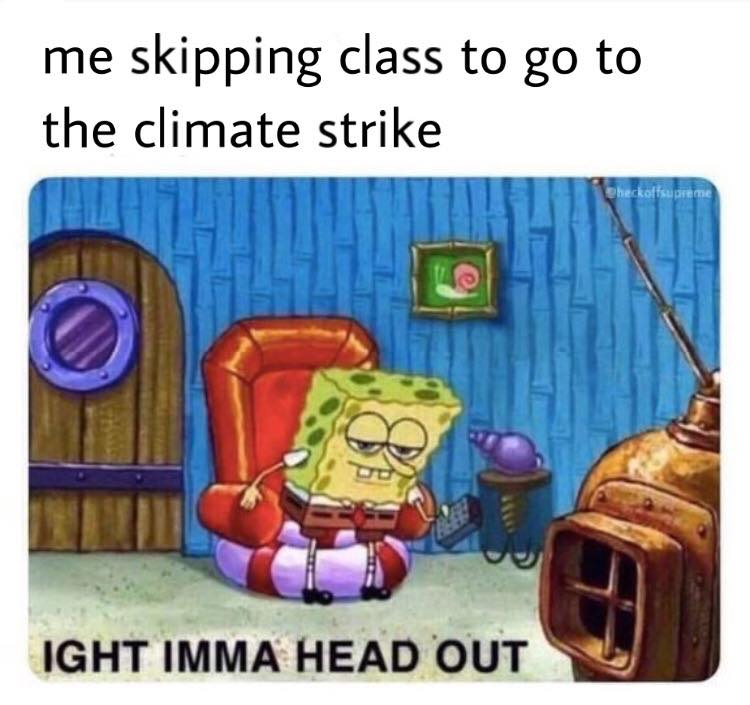 me skipping class to go to
the climate strike
@heckoffsupreme
IGHT IMMA HEAD OUT